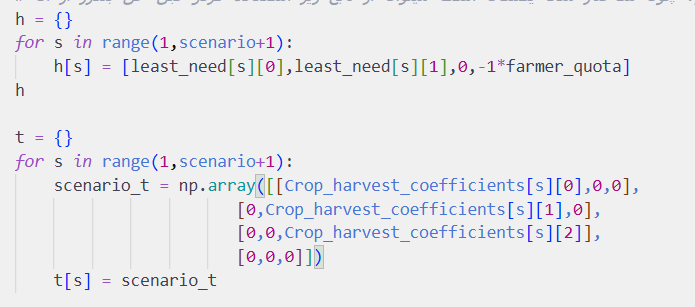 h = {}
for s in range(1,scenario+1):
    h[s] = [least_need[s][0],least_need[s][1],0,-1*farmer_quota]
h
t = {}
for s in range(1,scenario+1):
    scenario_t = np.array([[Crop_harvest_coefficients[s][0],0,0],
                           [0,Crop_harvest_coefficients[s][1],0],
                           [0,0,Crop_harvest_coefficients[s][2]],
                           [0,0,0]])
    t[s] = scenario_t